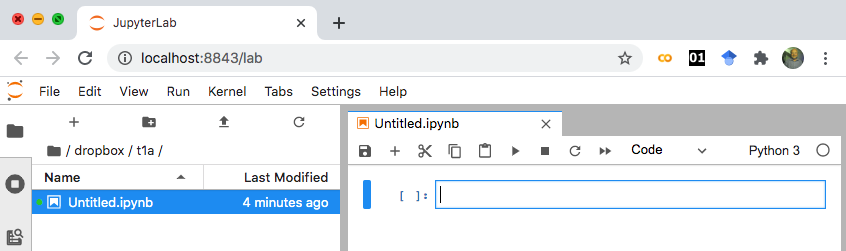 JupyterLab
localhost:8843/lab
01
File Edit View Run Kernel Tabs Settings Help
Untitled.ipynb
/ dropbox / t1a /
Code
Python 3
Name Last Modified
Untitled.ipynb 4 minutes ago
[ ]: